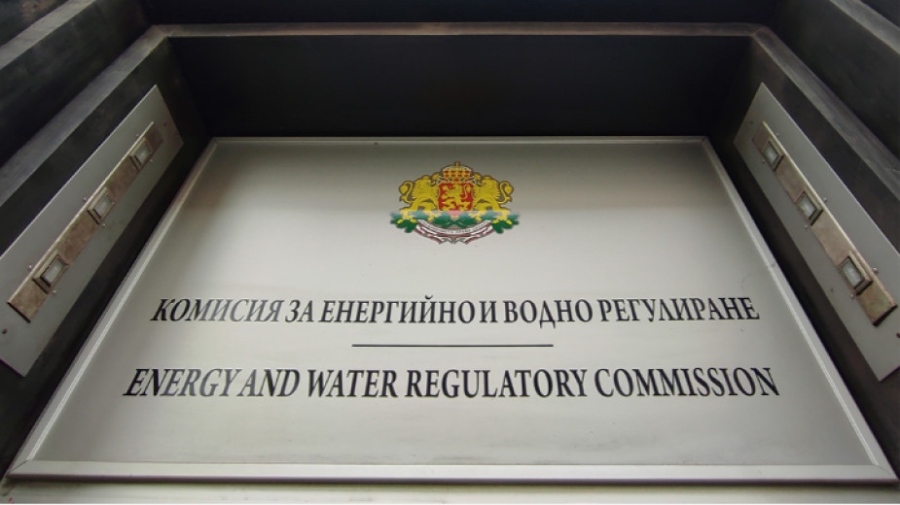 КОМИСИЯ ЗА ЕНЕРГИЙНО И ВОДНО РЕГУЛИРАНЕ
ENERGY AND WATER REGULATORY COMMISSION